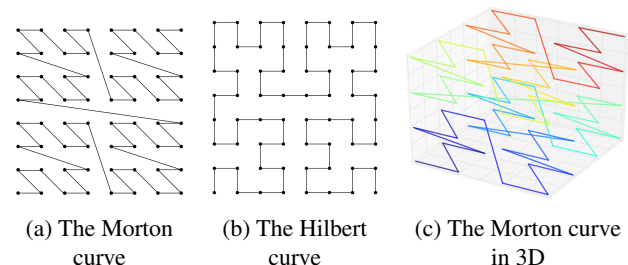 (a) The Morton
curve
(b) The Hilbert
curve
(c) The Morton curve
in 3D